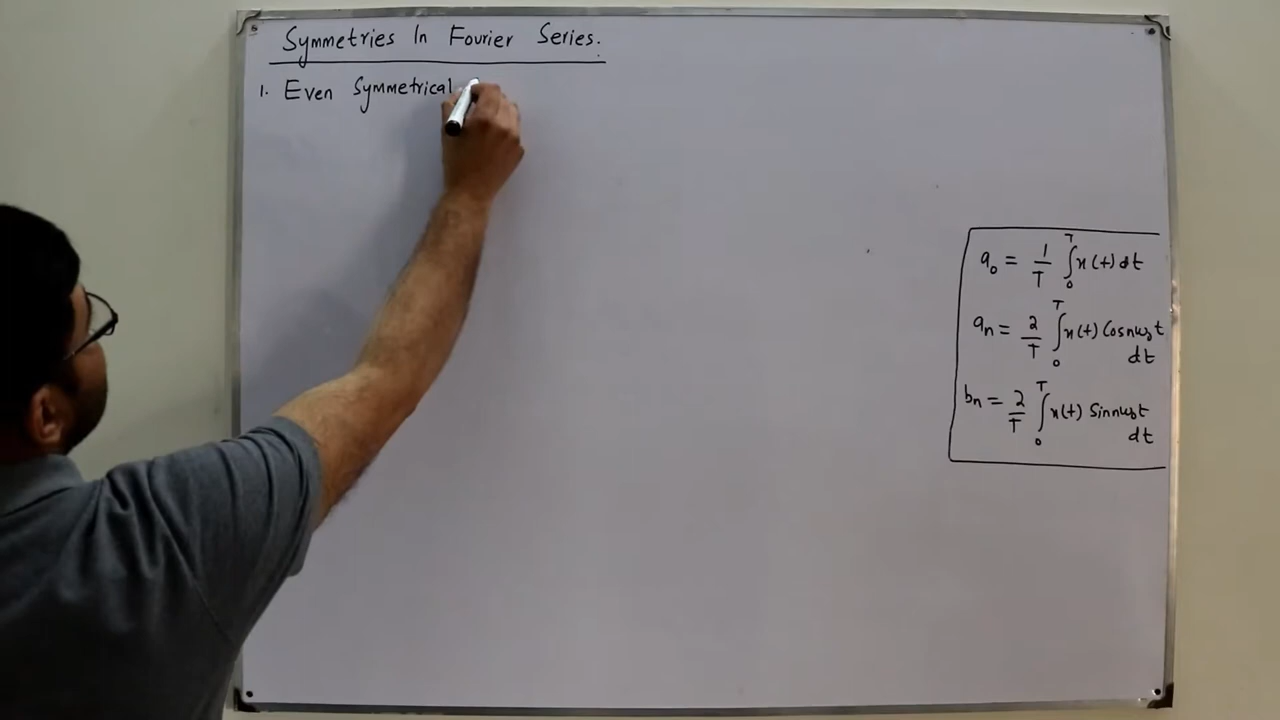 Symmetries In Fourier Series.
1. Even Symmetrical
a₀ = 1/T ∫₀ᵀ x(t) dt
aₙ = 2/T ∫₀ᵀ x(t) Cosnω₀t dt
bₙ = 2/T ∫₀ᵀ x(t) Sinnω₀t dt